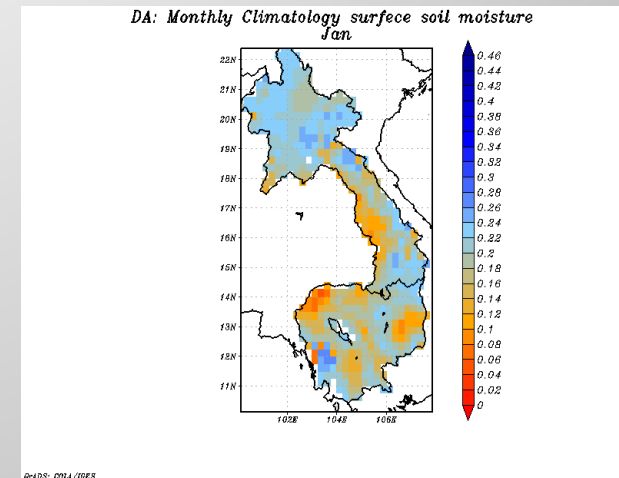 DA: Monthly Climatology surfece soil moisture
Jan
22N
21N
20N
19N
18N
17N
16N
15N
14N
13N
12N
11N
102E
104E
106E
0.46
0.44
0.42
0.4
0.38
0.36
0.34
0.32
0.3
0.28
0.26
0.24
0.22
0.2
0.18
0.16
0.14
0.12
0.1
0.08
0.06
0.04
0.02
0
GrADS: COLA/IGES